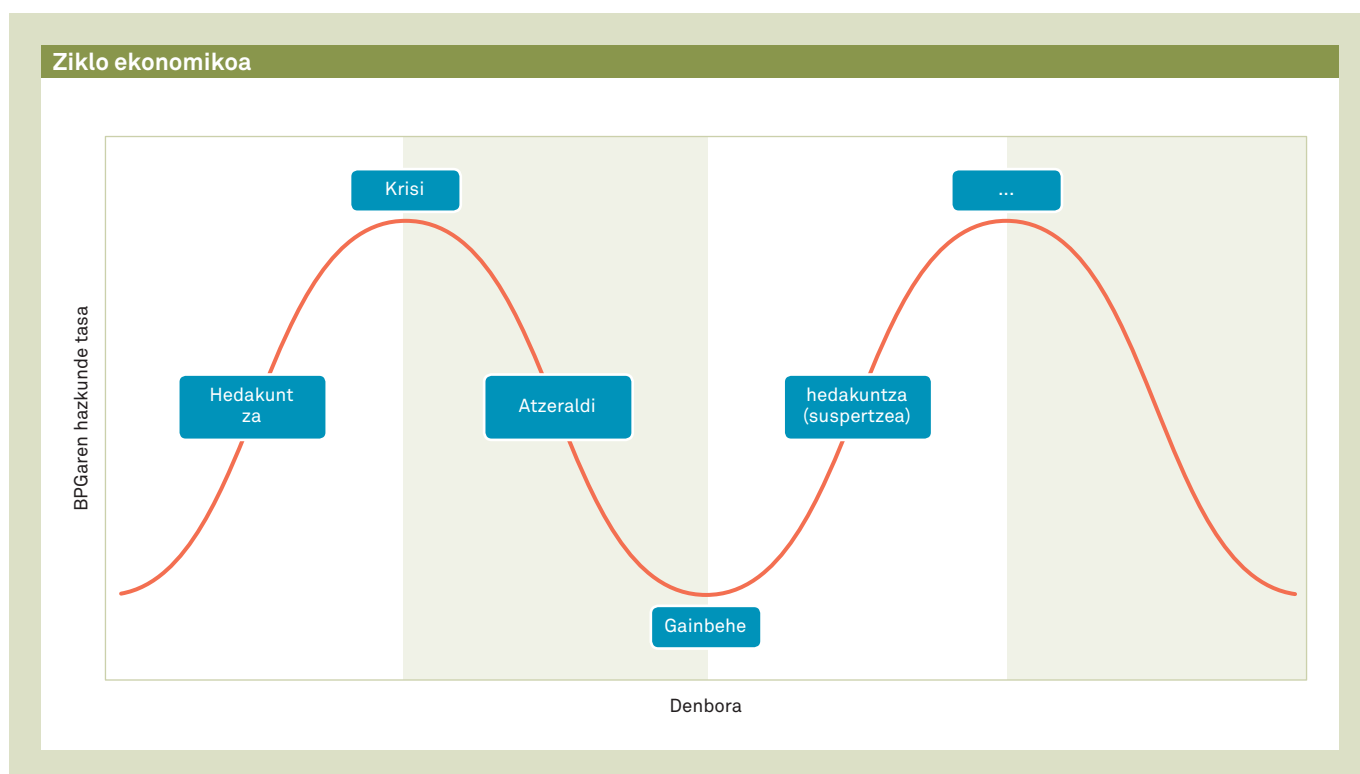 Ziklo ekonomikoa
Krisi
...
BPGaren hazkunde tasa
Hedakunt
za
Atzeraldi
hedakuntza
(suspertzea)
Gainbehe
Denbora